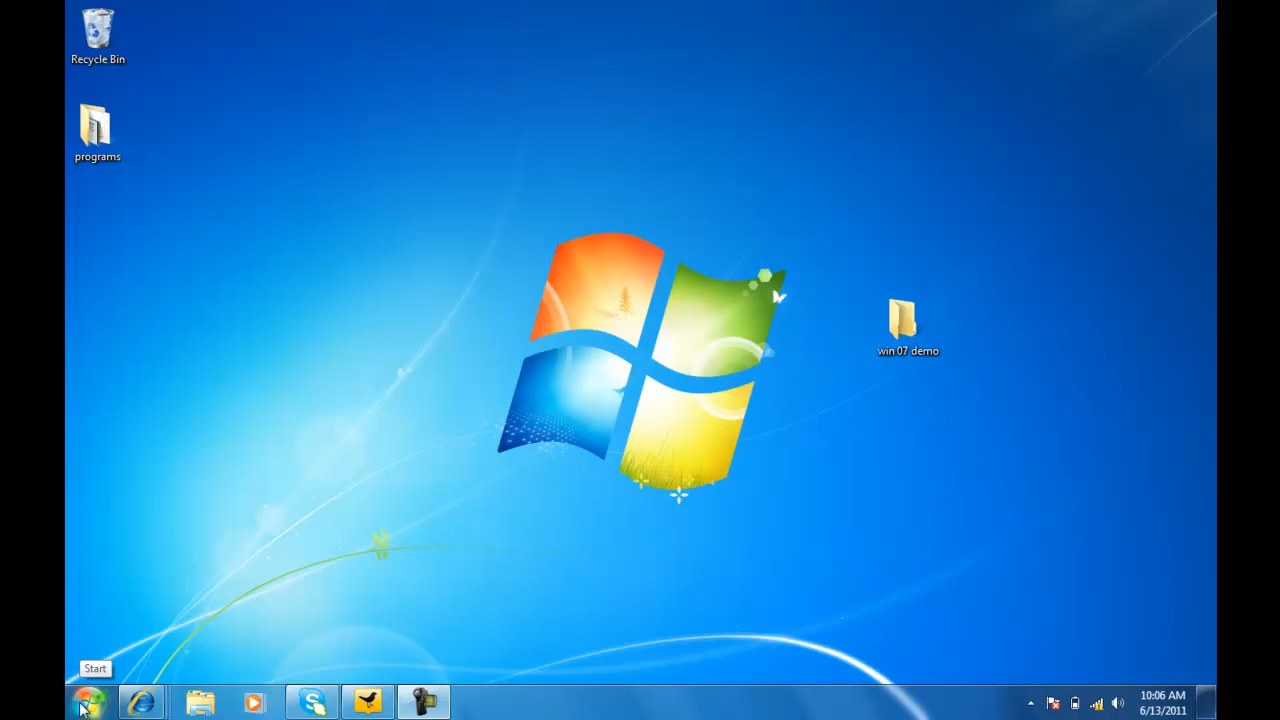 Recycle Bin
programs
win 07 demo
Start
10:06 AM
6/13/2011